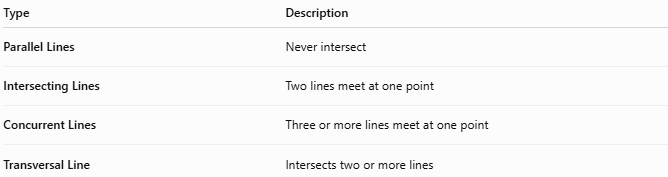 Type Description
Parallel Lines Never intersect
Intersecting Lines Two lines meet at one point
Concurrent Lines Three or more lines meet at one point
Transversal Line Intersects two or more lines